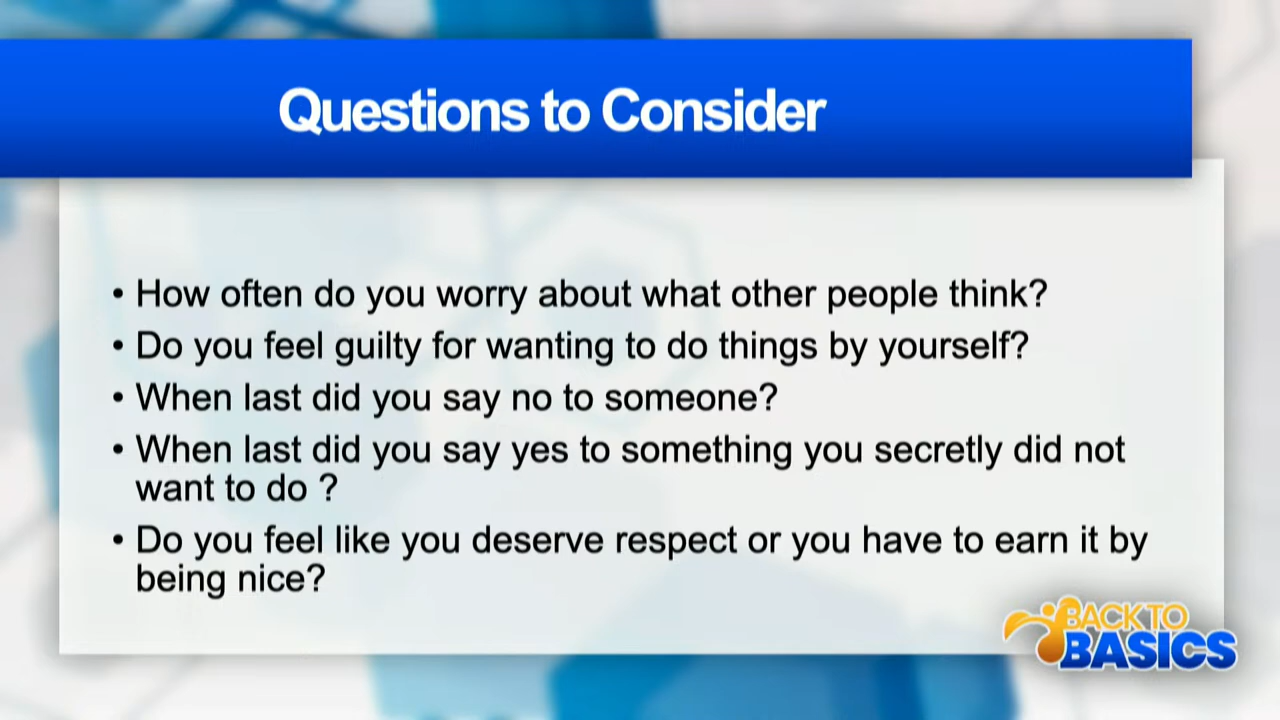 Questions to Consider
• How often do you worry about what other people think?
• Do you feel guilty for wanting to do things by yourself?
• When last did you say no to someone?
• When last did you say yes to something you secretly did not
want to do ?
• Do you feel like you deserve respect or you have to earn it by
being nice?
BACK TO
BASICS